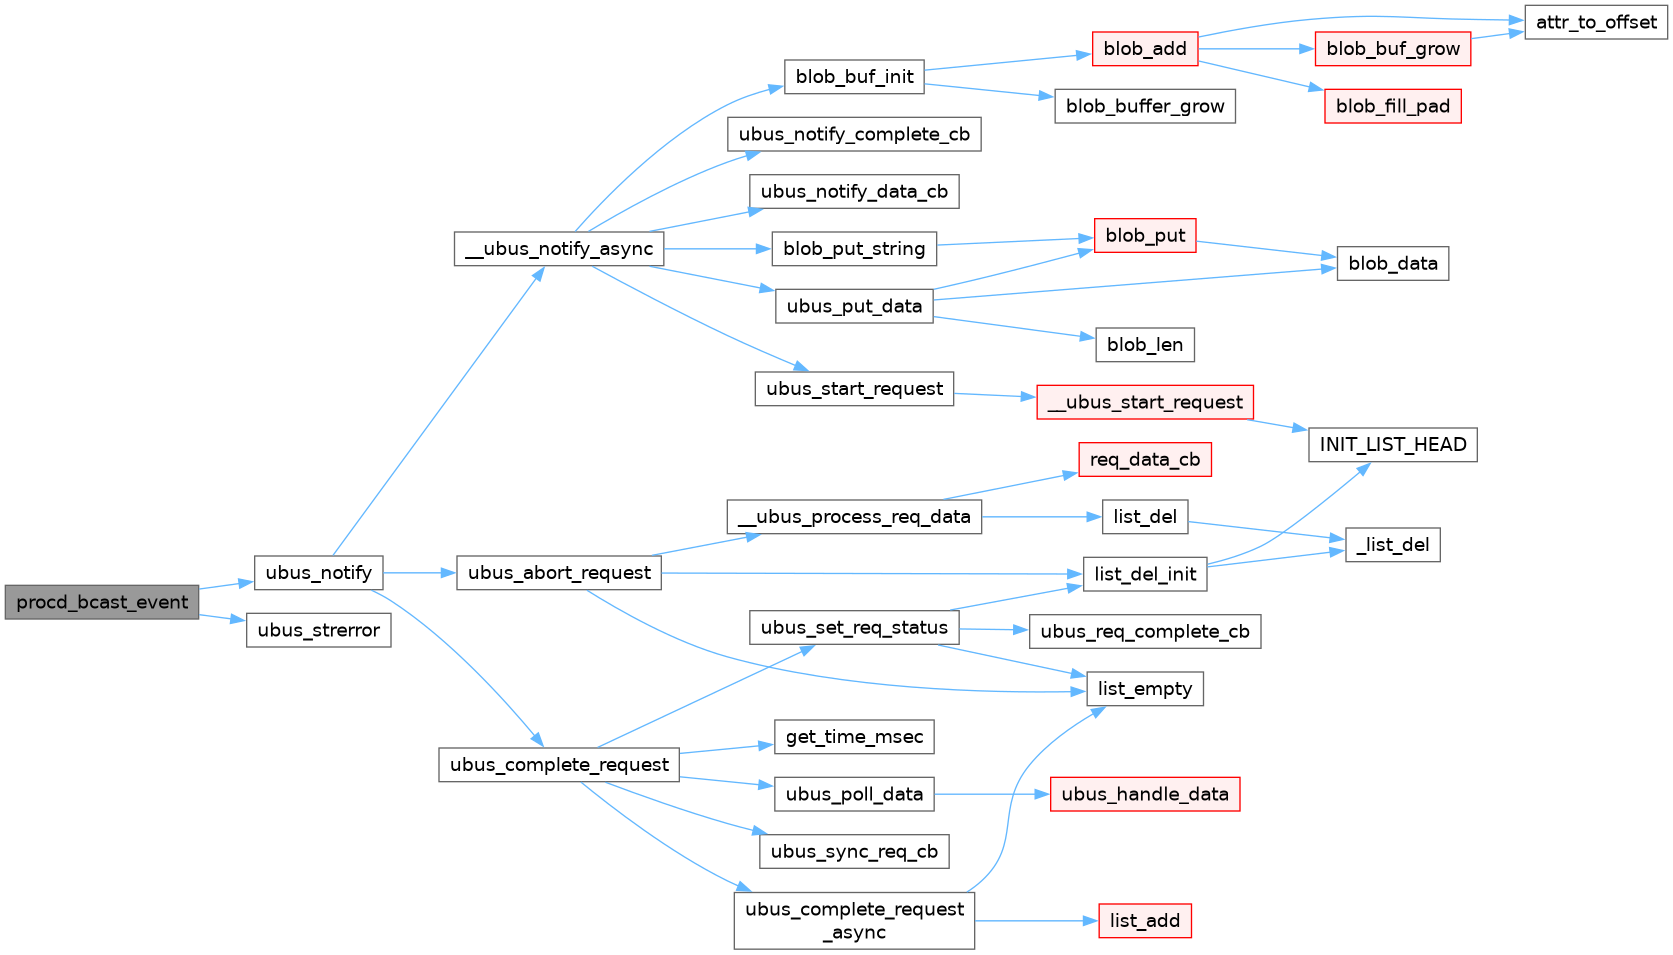 procd_bcast_event
ubus_notify
ubus_strerror
__ubus_notify_async
ubus_abort_request
ubus_complete_request
blob_buf_init
ubus_notify_complete_cb
ubus_notify_data_cb
blob_put_string
ubus_put_data
ubus_start_request
__ubus_process_req_data
ubus_set_req_status
get_time_msec
ubus_poll_data
ubus_sync_req_cb
ubus_complete_request
_async
blob_add
blob_buffer_grow
blob_put
blob_len
__ubus_start_request
req_data_cb
list_del
list_del_init
ubus_req_complete_cb
list_empty
ubus_handle_data
list_add
attr_to_offset
blob_buf_grow
blob_fill_pad
blob_data
INIT_LIST_HEAD
_list_del